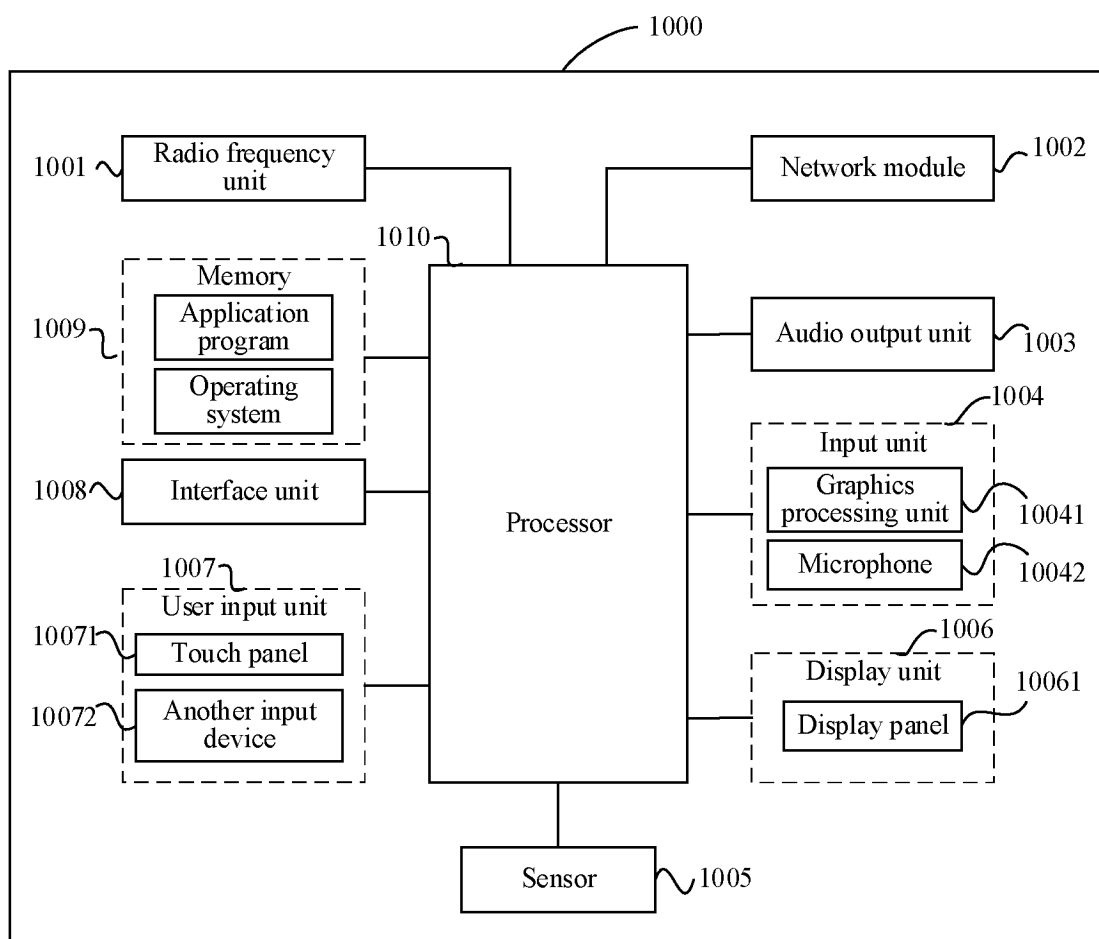 1000
1001
Radio frequency
unit
Network module
1002
1010
Memory
Application
program
Operating
system
1009
Audio output unit
1003
1004
Input unit
Graphics
processing unit
10041
Microphone
10042
1008
Interface unit
Processor
1007
User input unit
10071
Touch panel
10072
Another input
device
1006
Display unit
10061
Display panel
Sensor
1005